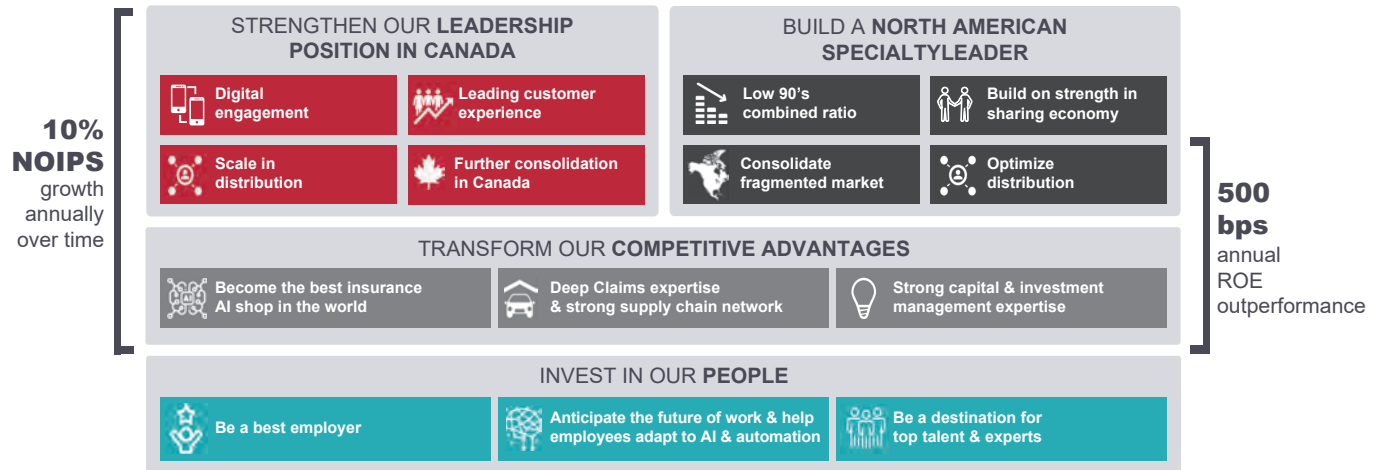 10%
NOIPS
growth
annually
over time
STRENGTHEN OUR LEADERSHIP
POSITION IN CANADA
Digital
engagement
Leading customer
experience
Scale in
distribution
Further consolidation
in Canada
BUILD A NORTH AMERICAN
SPECIALTYLEADER
Low 90's
combined ratio
Build on strength in
sharing economy
Consolidate
fragmented market
Optimize
distribution
500
bps
annual
ROE
outperformance
TRANSFORM OUR COMPETITIVE ADVANTAGES
AI
Become the best insurance
AI shop in the world
Deep Claims expertise
& strong supply chain network
Strong capital & investment
management expertise
INVEST IN OUR PEOPLE
Be a best employer
Anticipate the future of work & help
employees adapt to AI & automation
Be a destination for
top talent & experts